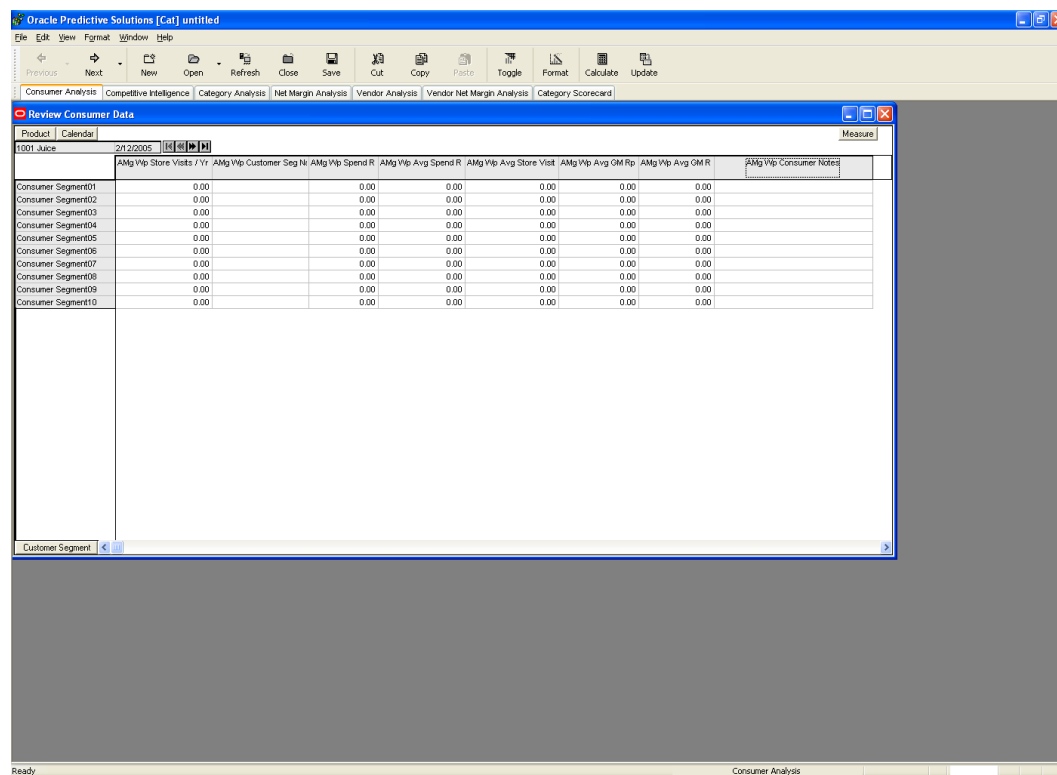 Oracle Predictive Solutions [Cat] untitled
File Edit View Format Window Help
Previous Next New Open Refresh Close Save Cut Copy Paste Toggle Format Calculate Update
Consumer Analysis Competitive Intelligence Category Analysis Net Margin Analysis Vendor Analysis Vendor Net Margin Analysis Category Scorecard
Review Consumer Data
Product Calendar Measure
1001 Juice 2/12/2005
AMg Wp Store Visits / Yr AMg Wp Customer Seg Na AMg Wp Spend R AMg Wp Avg Spend R AMg Wp Avg Store Visit AMg Wp Avg GM Rp AMg Wp Avg GM R AMg Wp Consumer Notes
Consumer Segment01 0.00 0.00 0.00 0.00 0.00 0.00
Consumer Segment02 0.00 0.00 0.00 0.00 0.00 0.00
Consumer Segment03 0.00 0.00 0.00 0.00 0.00 0.00
Consumer Segment04 0.00 0.00 0.00 0.00 0.00 0.00
Consumer Segment05 0.00 0.00 0.00 0.00 0.00 0.00
Consumer Segment06 0.00 0.00 0.00 0.00 0.00 0.00
Consumer Segment07 0.00 0.00 0.00 0.00 0.00 0.00
Consumer Segment08 0.00 0.00 0.00 0.00 0.00 0.00
Consumer Segment09 0.00 0.00 0.00 0.00 0.00 0.00
Consumer Segment10 0.00 0.00 0.00 0.00 0.00 0.00
Customer Segment
Ready Consumer Analysis